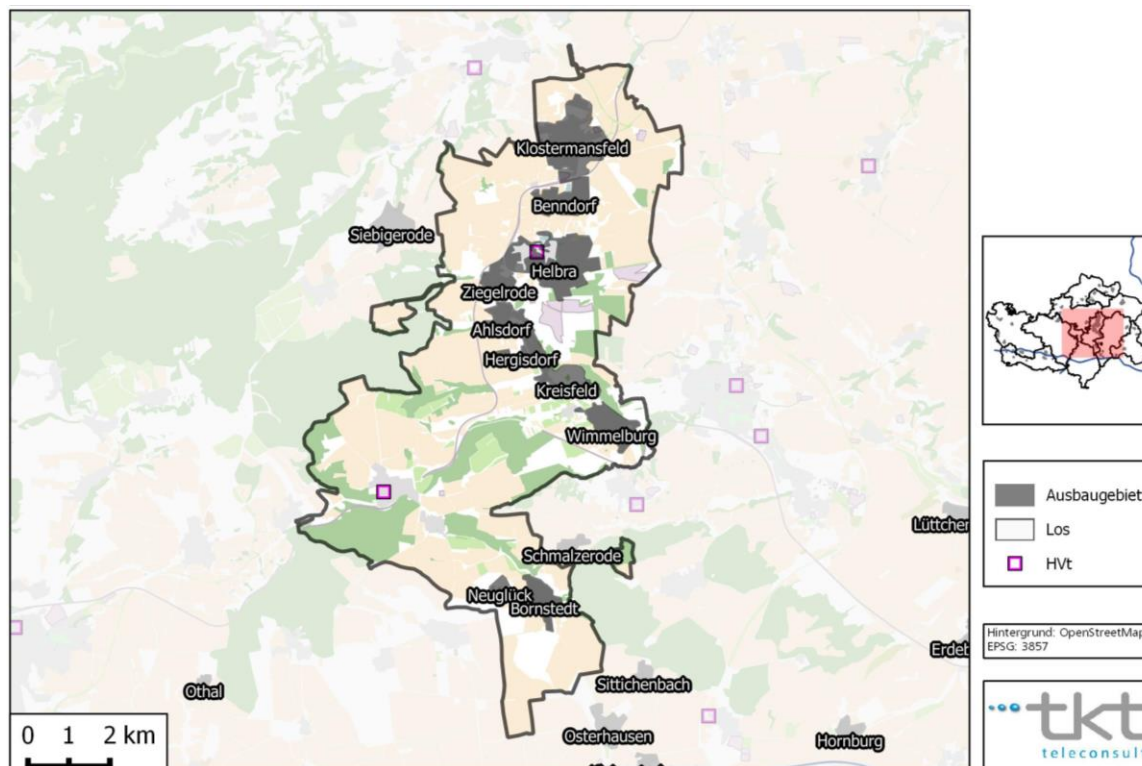 Klostermansfeld
Benndorf
Siebigerode
Helbra
Ziegelrode
Ahlsdorf
Hergisdorf
Kreisfeld
Wimmelburg
Lüttchen
Schmalzerode
Neuglück
Bornstedt
Erdeb
Othal
Sittichenbach
Osterhausen
Hornburg
0 1 2 km
Ausbaugebiet
Los
HVt
Hintergrund: OpenStreetMap
EPSG: 3857
tkt
teleconsult